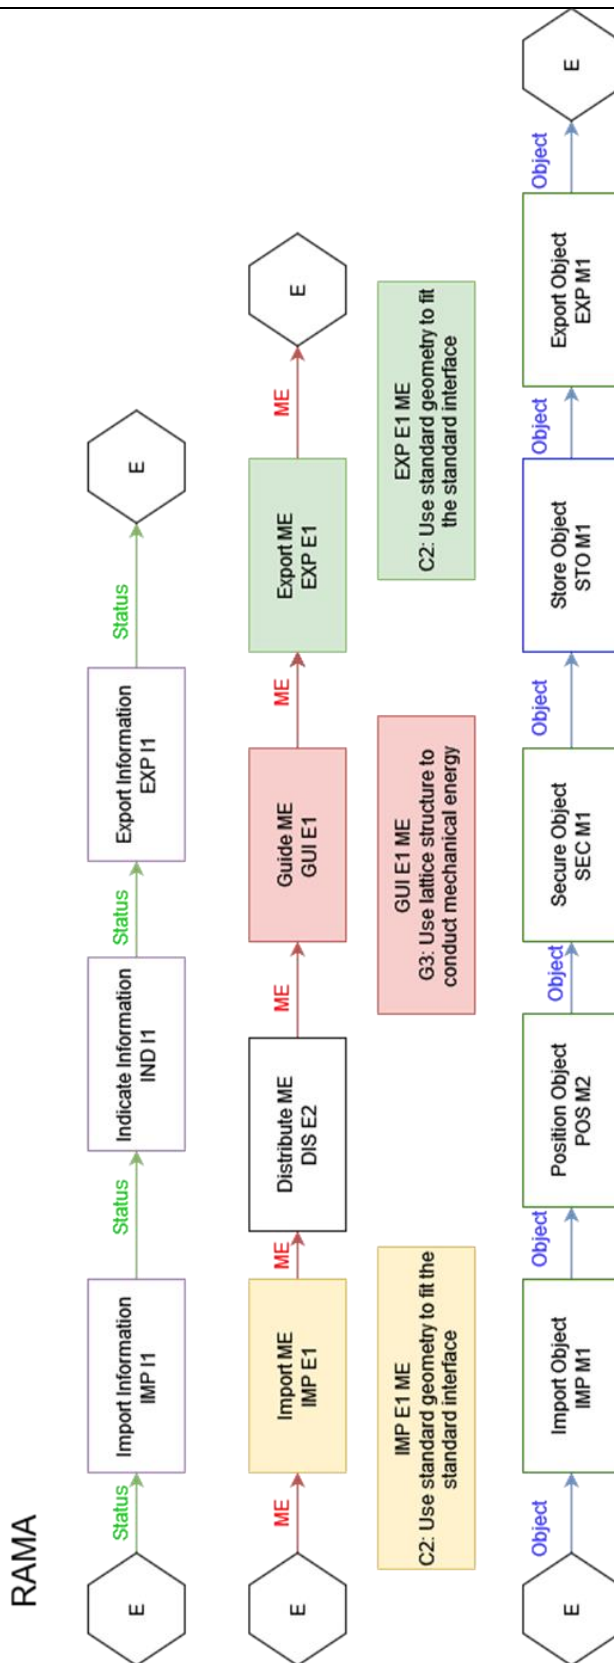 RAMA
E
Status
Import Information
IMP I1
Status
Indicate Information
IND I1
Status
Export Information
EXP I1
Status
E
E
ME
Import ME
IMP E1
ME
Distribute ME
DIS E2
ME
Guide ME
GUI E1
ME
Export ME
EXP E1
ME
E
IMP E1 ME
C2: Use standard geometry to fit the
standard interface
GUI E1 ME
G3: Use lattice structure to
conduct mechanical energy
EXP E1 ME
C2: Use standard geometry to fit
the standard interface
E
Object
Import Object
IMP M1
Object
Position Object
POS M2
Object
Secure Object
SEC M1
Object
Store Object
STO M1
Object
Export Object
EXP M1
Object
E